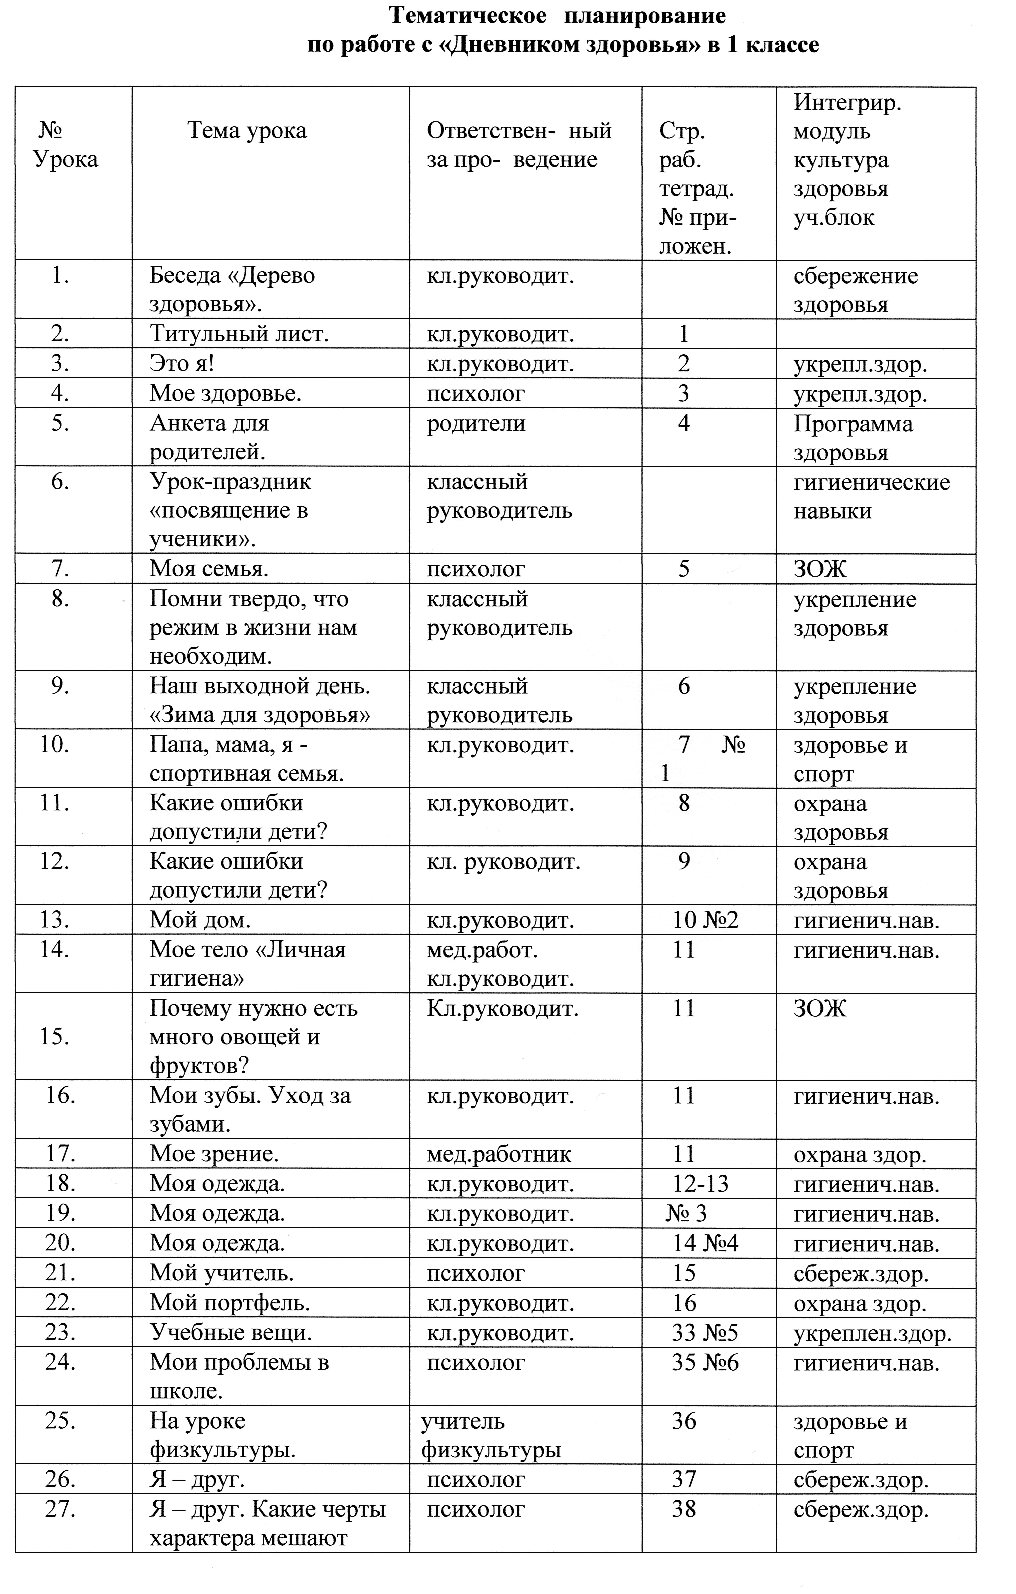 Тематическое планирование
по работе с «Дневником здоровья» в 1 классе
№ Урока | Тема урока | Ответствен- ный за про- ведение | Стр. раб. тетрад. № при- ложен. | Интегрир. модуль культура здоровья уч.блок
1. | Беседа «Дерево здоровья». | кл.руководит. | | сбережение здоровья
2. | Титульный лист. | кл.руководит. | 1 |
3. | Это я! | кл.руководит. | 2 | укрепл.здор.
4. | Мое здоровье. | психолог | 3 | укрепл.здор.
5. | Анкета для родителей. | родители | 4 | Программа здоровья
6. | Урок-праздник «посвящение в ученики». | классный руководитель | | гигиенические навыки
7. | Моя семья. | психолог | 5 | ЗОЖ
8. | Помни твердо, что режим в жизни нам необходим. | классный руководитель | | укрепление здоровья
9. | Наш выходной день. «Зима для здоровья» | классный руководитель | 6 | укрепление здоровья
10. | Папа, мама, я - спортивная семья. | кл.руководит. | 7 № 1 | здоровье и спорт
11. | Какие ошибки допустили дети? | кл.руководит. | 8 | охрана здоровья
12. | Какие ошибки допустили дети? | кл. руководит. | 9 | охрана здоровья
13. | Мой дом. | кл.руководит. | 10 №2 | гигиенич.нав.
14. | Мое тело «Личная гигиена» | мед.работ. кл.руководит. | 11 | гигиенич.нав.
15. | Почему нужно есть много овощей и фруктов? | Кл.руководит. | 11 | ЗОЖ
16. | Мои зубы. Уход за зубами. | кл.руководит. | 11 | гигиенич.нав.
17. | Мое зрение. | мед.работник | 11 | охрана здор.
18. | Моя одежда. | кл.руководит. | 12-13 | гигиенич.нав.
19. | Моя одежда. | кл.руководит. | № 3 | гигиенич.нав.
20. | Моя одежда. | кл.руководит. | 14 №4 | гигиенич.нав.
21. | Мой учитель. | психолог | 15 | сбереж.здор.
22. | Мой портфель. | кл.руководит. | 16 | охрана здор.
23. | Учебные вещи. | кл.руководит. | 33 №5 | укреплен.здор.
24. | Мои проблемы в школе. | психолог | 35 №6 | гигиенич.нав.
25. | На уроке физкультуры. | учитель физкультуры | 36 | здоровье и спорт
26. | Я – друг. | психолог | 37 | сбереж.здор.
27. | Я – друг. Какие черты характера мешают | психолог | 38 | сбереж.здор.